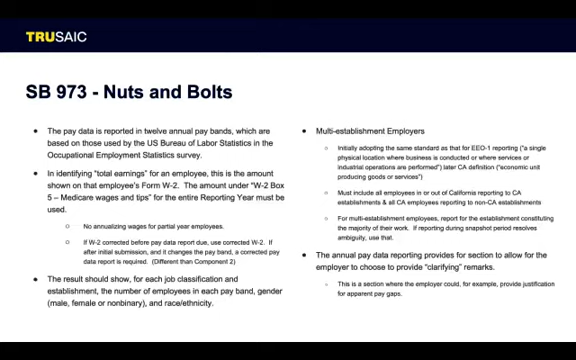 TRUSAIC
SB 973 - Nuts and Bolts
● The pay data is reported in twelve annual pay bands, which are
based on those used by the US Bureau of Labor Statistics in the
Occupational Employment Statistics survey.
● In identifying “total earnings” for an employee, this is the amount
shown on that employee's Form W-2. The amount under “W-2 Box
5 – Medicare wages and tips” for the entire Reporting Year must be
used.
○ No annualizing wages for partial year employees.
○ If W-2 corrected before pay data report due, use corrected W-2. If
after initial submission, and it changes the pay band, a corrected pay
data report is required. (Different than Component 2)
● The result should show, for each job classification and
establishment, the number of employees in each pay band, gender
(male, female or nonbinary), and race/ethnicity.
● Multi-establishment Employers
○ Initially adopting the same standard as that for EEO-1 reporting (“a single
physical location where business is conducted or where services or
industrial operations are performed”) later CA definition (“economic unit
producing goods or services”)
○ Must include all employees in or out of California reporting to CA
establishments & all CA employees reporting to non-CA establishments
○ For multi-establishment employees, report for the establishment constituting
the majority of their work. If reporting during snapshot period resolves
ambiguity, use that.
● The annual pay data reporting provides for section to allow for the
employer to choose to provide “clarifying” remarks.
○ This is a section where the employer could, for example, provide justification
for apparent pay gaps.